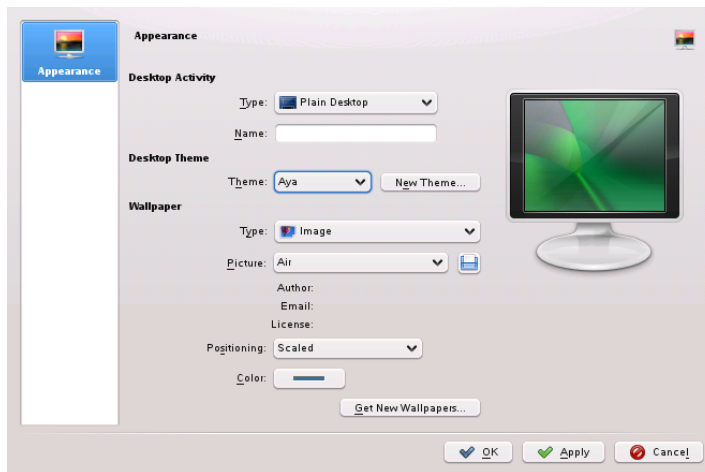 Appearance
Appearance
Desktop Activity
Type: Plain Desktop
Name:
Desktop Theme
Theme: Aya New Theme...
Wallpaper
Type: Image
Picture: Air
Author:
Email:
License:
Positioning: Scaled
Color:
Get New Wallpapers...
OK Apply Cancel